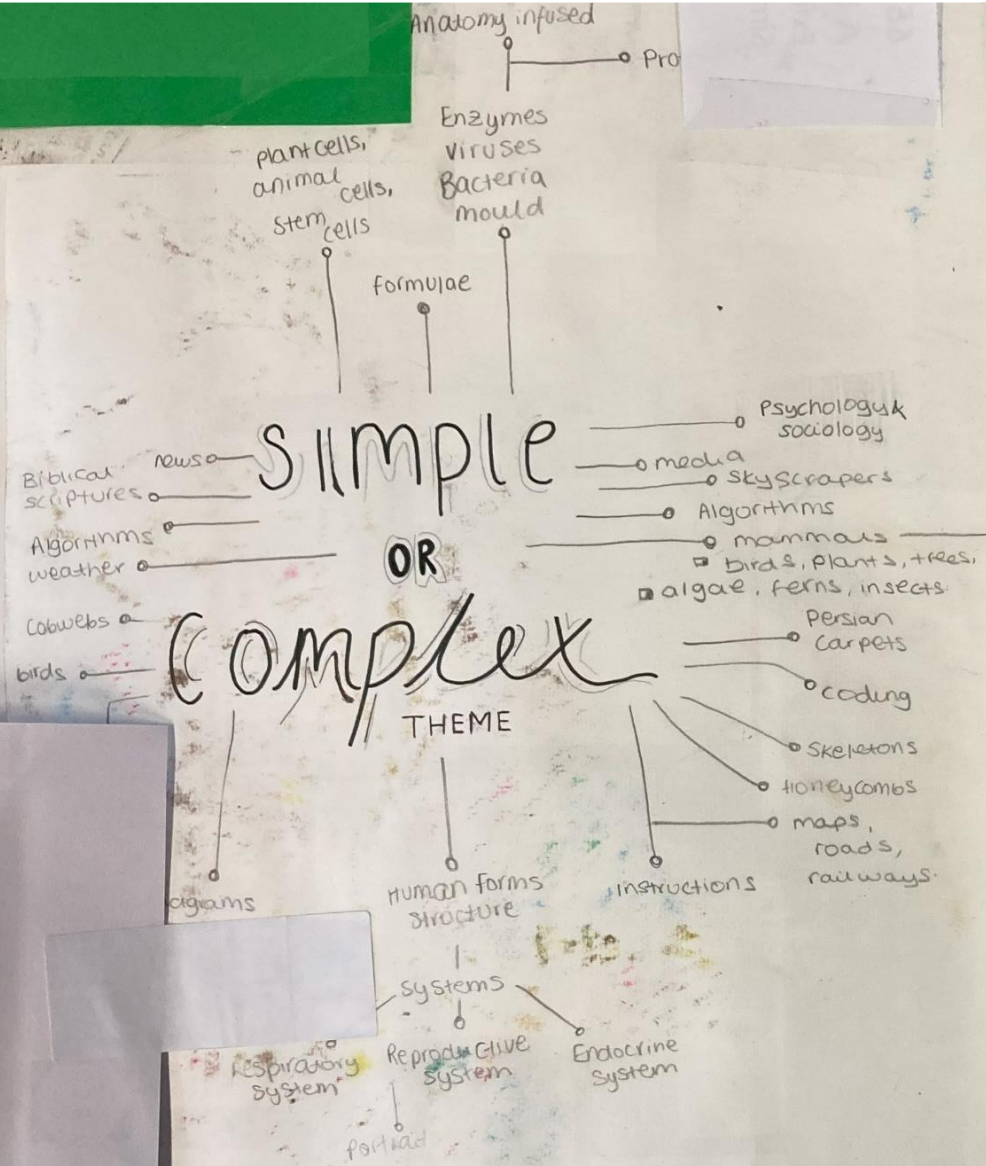 Anatomy infused
Pro
Enzymes
viruses
Bacteria
mould
plant cells,
animal
cells,
stem
cells
formulae
SIMPLE
OR
Complex
THEME
news
Biblical
scriptures
Algorithms
weather
Cobwebs
birds
Psychology &
sociology
media
skyscrapers
Algorithms
mammals
birds, plants, trees,
algae, ferns, insects.
Persian
carpets
coding
Skeletons
Honeycombs
maps,
roads,
railways.
instructions
agrams
Human forms
structure
systems
Respiratory
system
Reproductive
system
Endocrine
system
Portrait